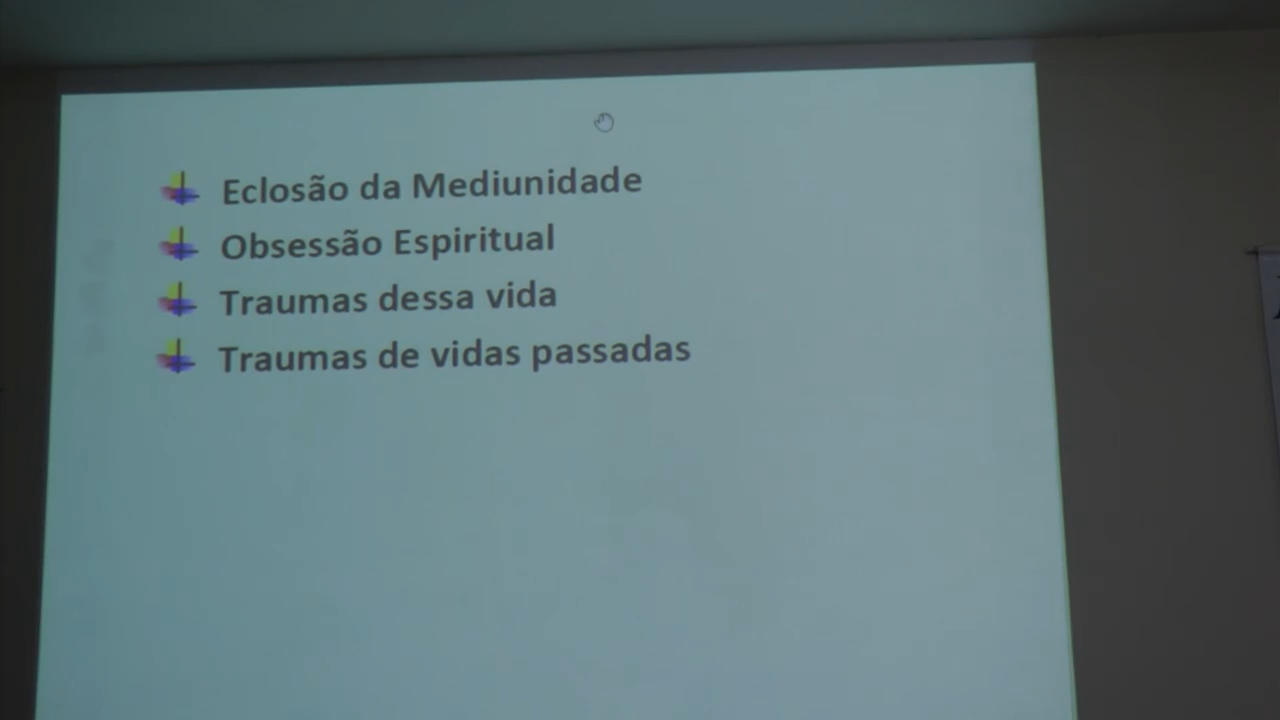 Eclosão da Mediunidade
Obsessão Espiritual
Traumas dessa vida
Traumas de vidas passadas